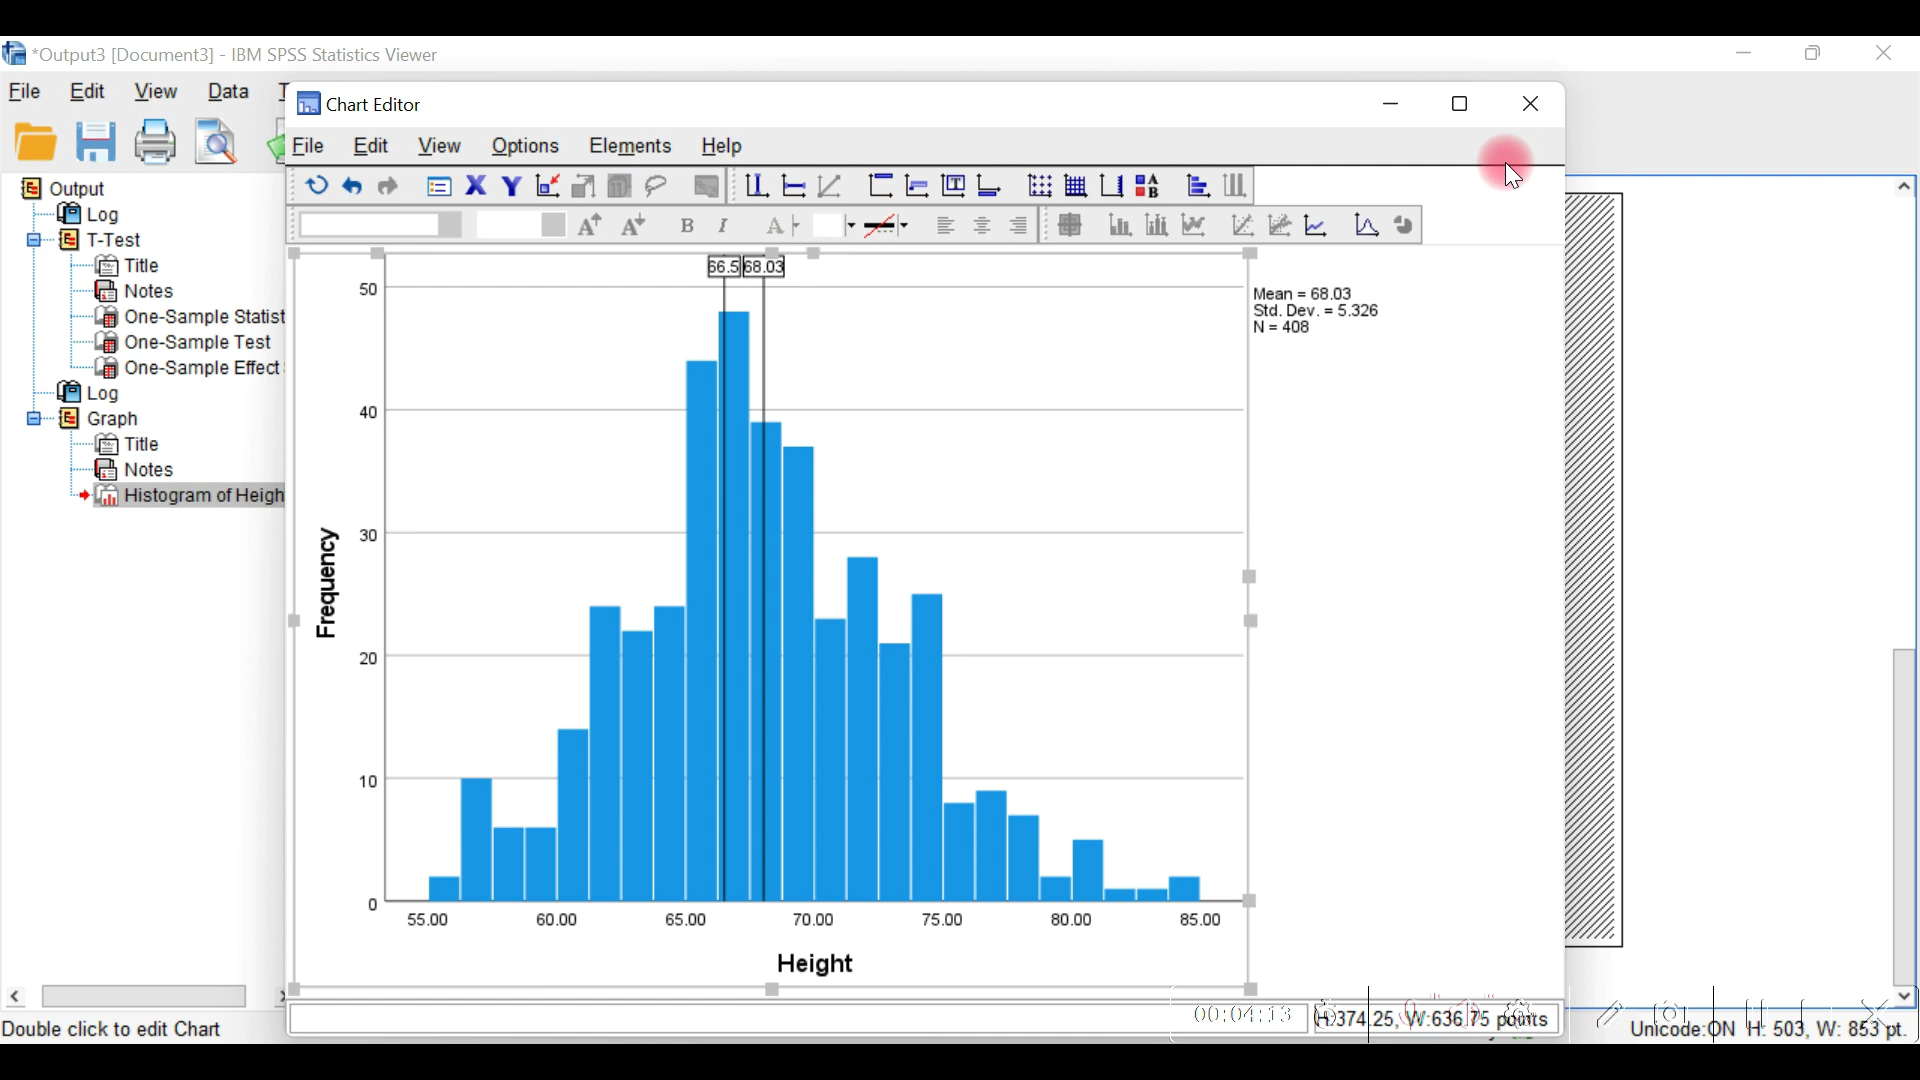 *Output3 [Document3] - IBM SPSS Statistics Viewer
File Edit View Data
Chart Editor
File Edit View Options Elements Help
Output
Log
T-Test
Title
Notes
One-Sample Statist
One-Sample Test
One-Sample Effect
Log
Graph
Title
Notes
Histogram of Heigh
66.5 68.03
50
40
30
20
10
0
Frequency
55.00 60.00 65.00 70.00 75.00 80.00 85.00
Height
Mean = 68.03
Std. Dev. = 5.326
N = 408
00:04:13
H:374.25, W:636.75 points
Double click to edit Chart
Unicode:ON H: 503, W: 853 pt.